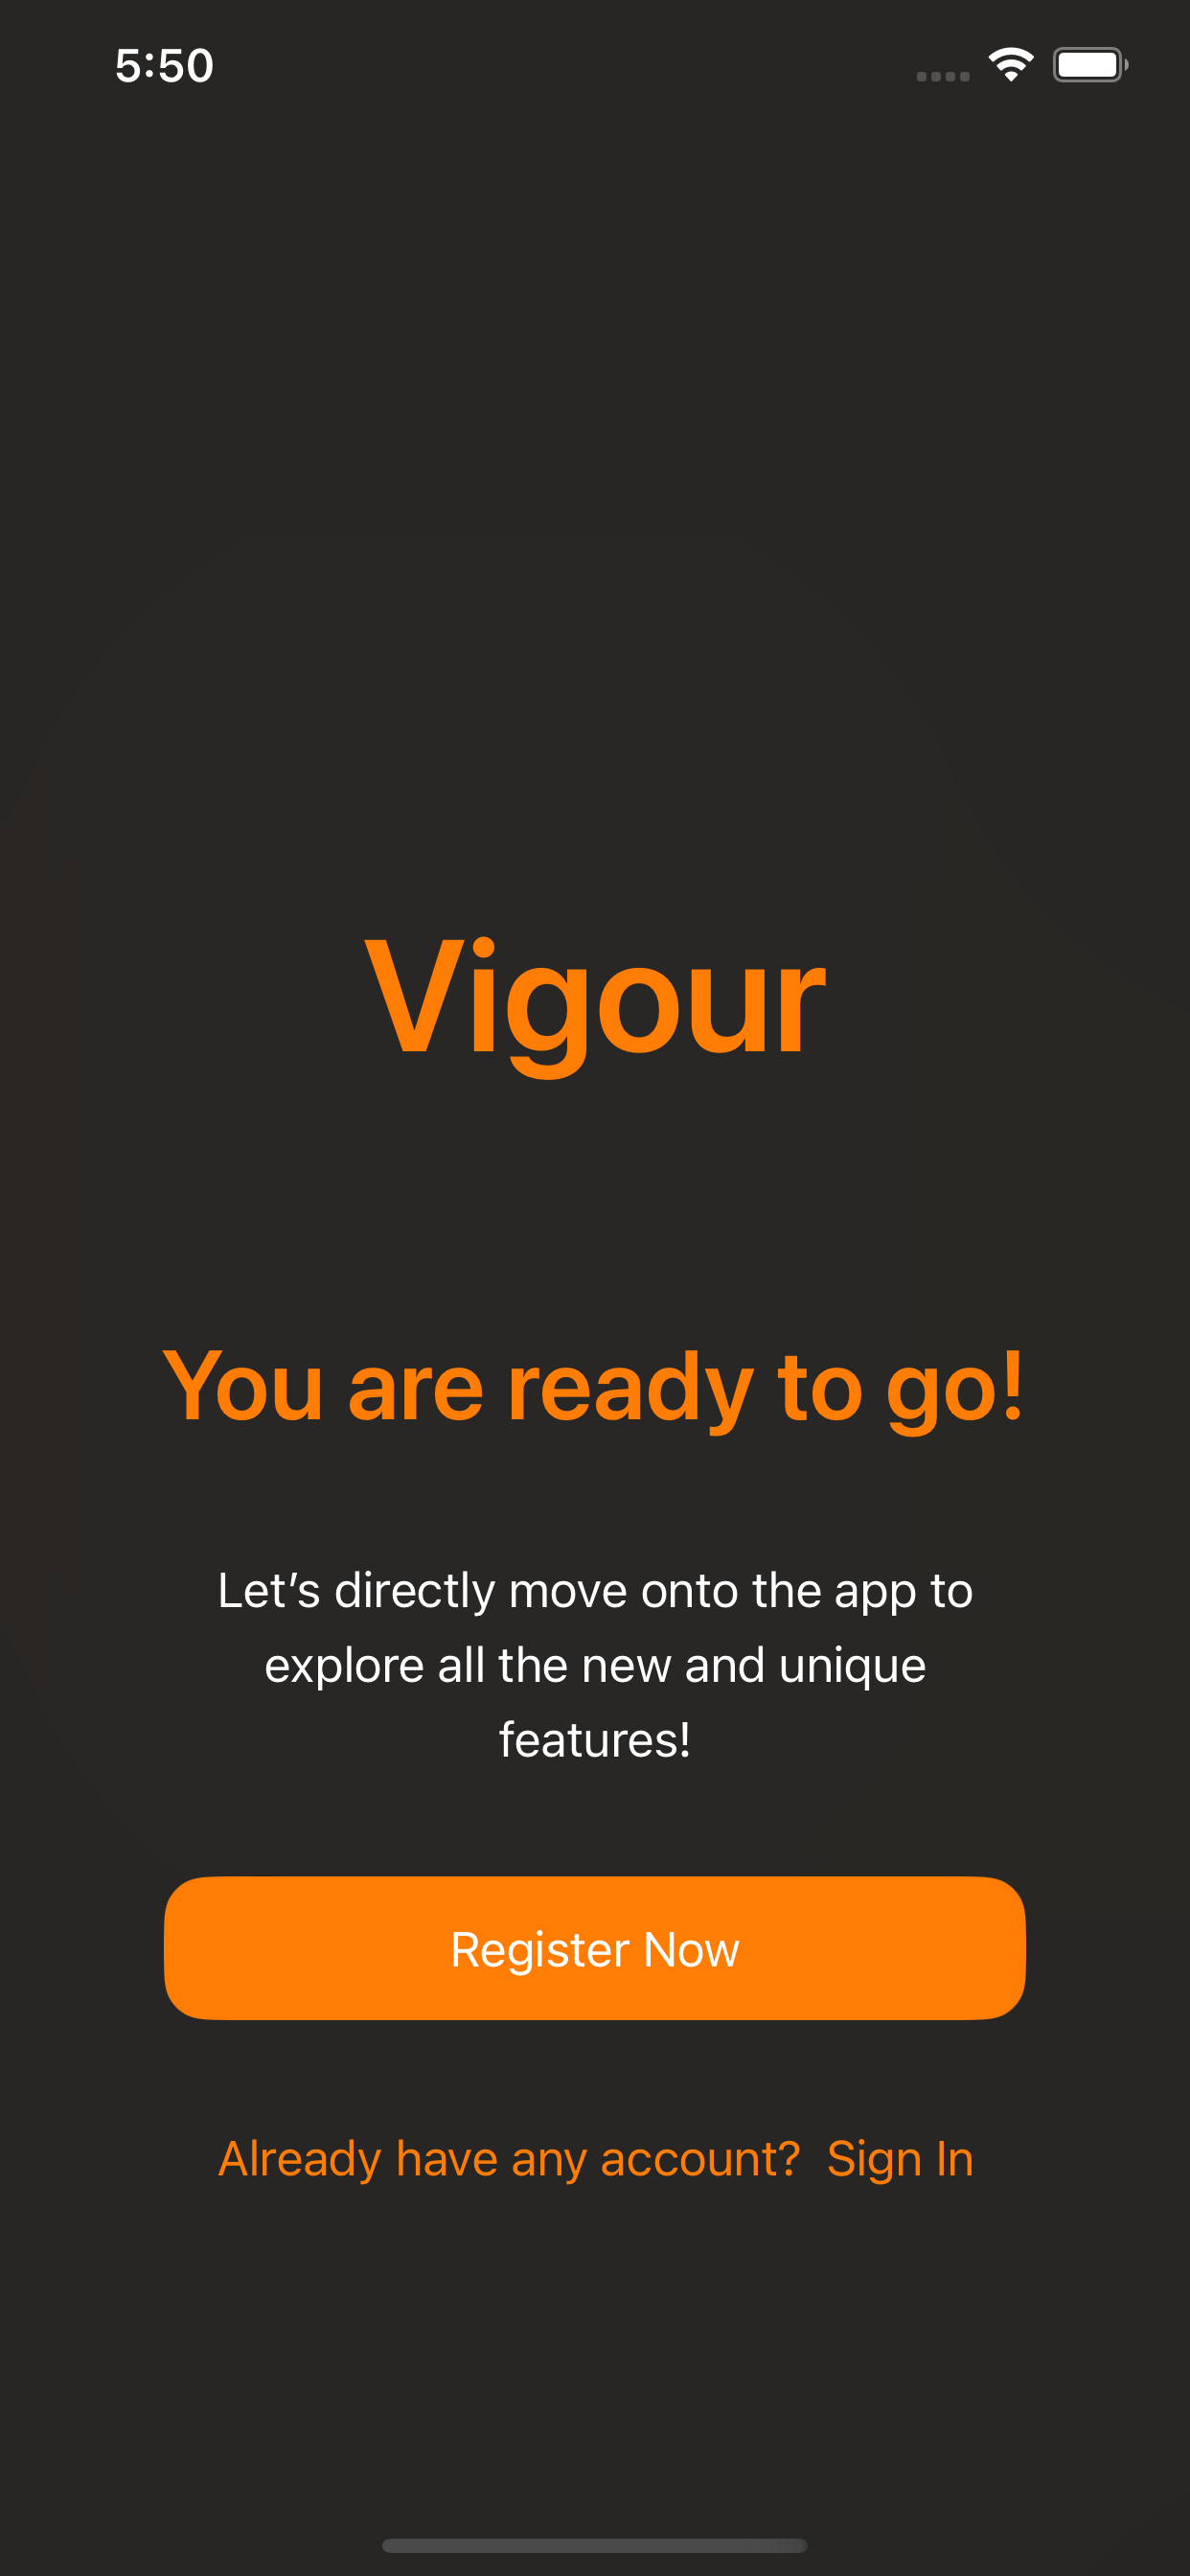 5:50
Vigour
You are ready to go!
Let’s directly move onto the app to
explore all the new and unique
features!
Register Now
Already have any account?  Sign In